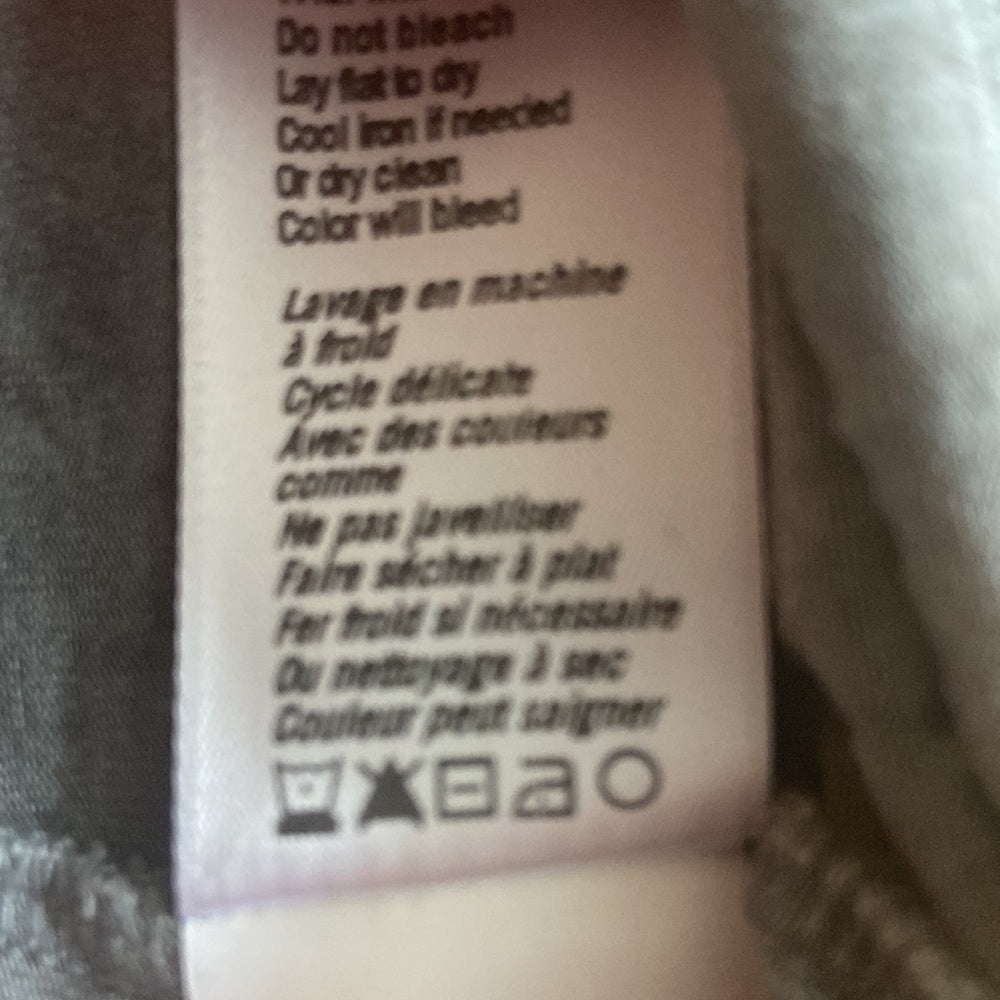 Do not bleach
Lay flat to dry
Cool iron if needed
Or dry clean
Color will bleed
Lavage en machine
à froid
Cycle délicate
Avec des couleurs
comme
Ne pas javeilliser
Faire sécher à plat
Fer froid si nécessaire
Ou nettoyage à sec
Couleur peut saigner